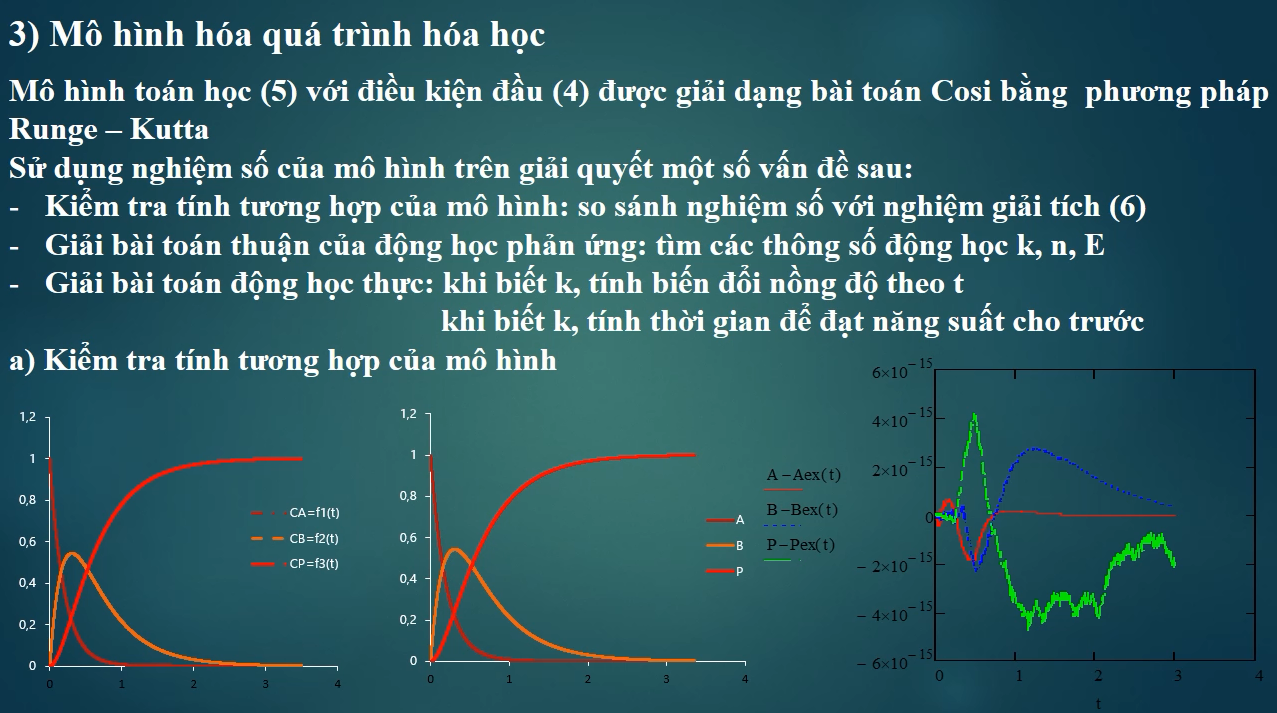 3) Mô hình hóa quá trình hóa học
Mô hình toán học (5) với điều kiện đầu (4) được giải dạng bài toán Cosi bằng phương pháp
Runge – Kutta
Sử dụng nghiệm số của mô hình trên giải quyết một số vấn đề sau:
- Kiểm tra tính tương hợp của mô hình: so sánh nghiệm số với nghiệm giải tích (6)
- Giải bài toán thuận của động học phản ứng: tìm các thông số động học k, n, E
- Giải bài toán động học thực: khi biết k, tính biến đổi nồng độ theo t
khi biết k, tính thời gian để đạt năng suất cho trước
a) Kiểm tra tính tương hợp của mô hình
1,2
1
0,8
0,6
0,4
0,2
0
0 1 2 3 4
CA=f1(t)
CB=f2(t)
CP=f3(t)
1,2
1
0,8
0,6
0,4
0,2
0
0 1 2 3 4
A
B
P
A−Aex(t)
B−Bex(t)
P−Pex(t)
6×10⁻¹⁵
4×10⁻¹⁵
2×10⁻¹⁵
0
− 2×10⁻¹⁵
− 4×10⁻¹⁵
− 6×10⁻¹⁵
0 1 2 3 4
t